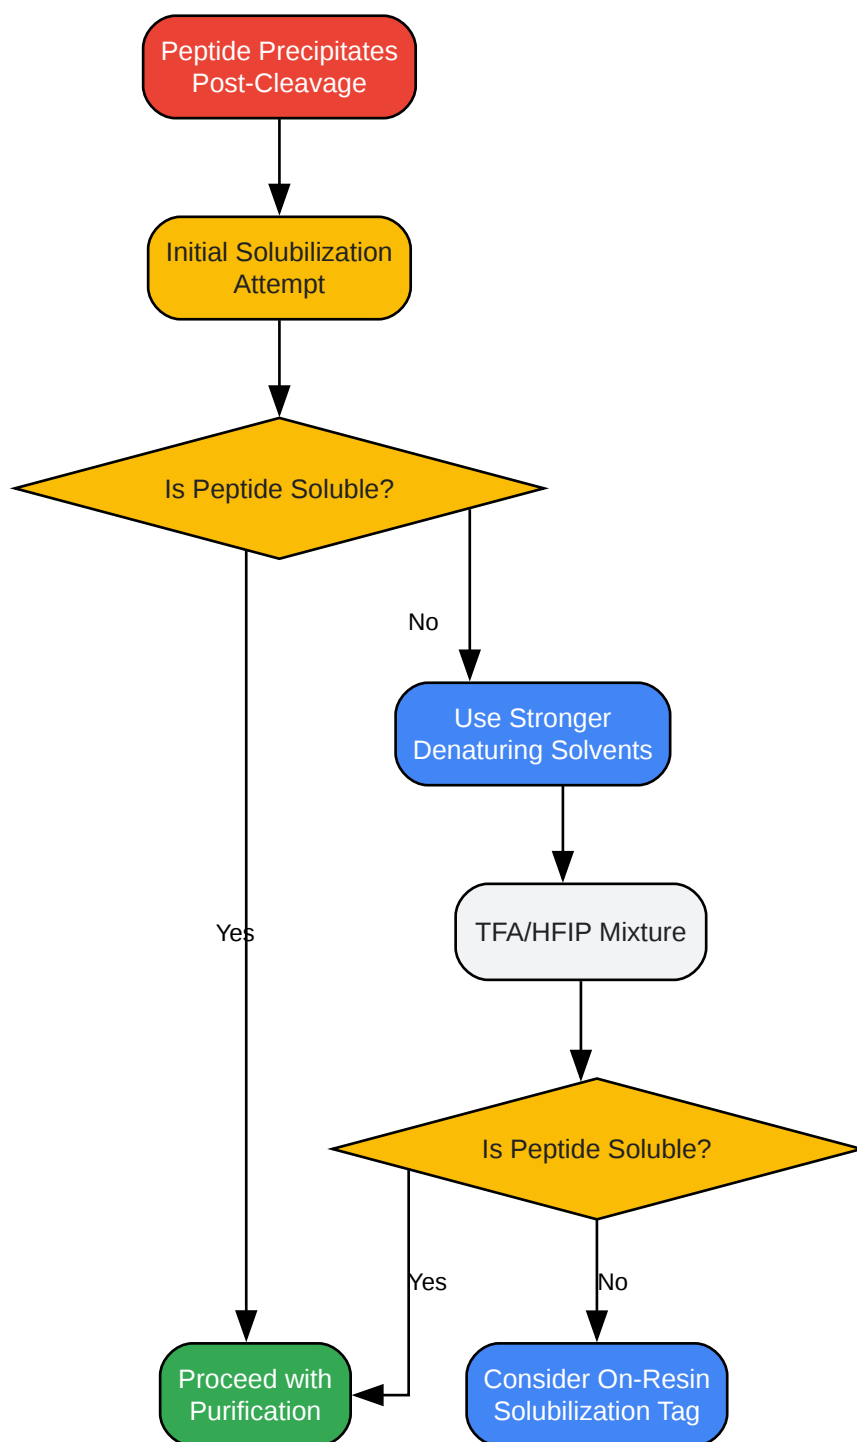 Peptide Precipitates
Post-Cleavage
Initial Solubilization
Attempt
Is Peptide Soluble?
No
Use Stronger
Denaturing Solvents
Yes
TFA/HFIP Mixture
Is Peptide Soluble?
Yes
No
Proceed with
Purification
Consider On-Resin
Solubilization Tag